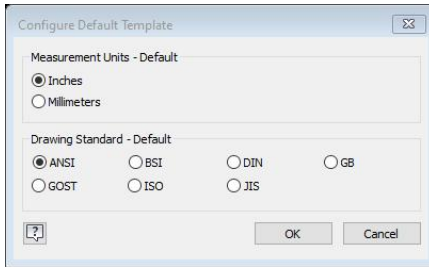 Configure Default Template
Measurement Units - Default
Inches
Millimeters
Drawing Standard - Default
ANSI BSI DIN GB
GOST ISO JIS
? OK Cancel